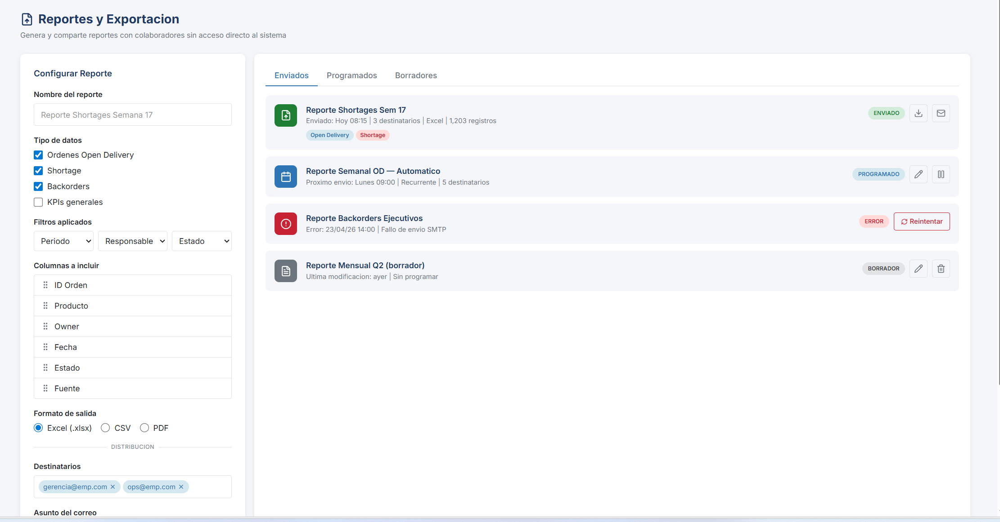 Reportes y Exportacion
Genera y comparte reportes con colaboradores sin acceso directo al sistema
Configurar Reporte
Nombre del reporte
Reporte Shortages Semana 17
Tipo de datos
Ordenes Open Delivery
Shortage
Backorders
KPIs generales
Filtros aplicados
Periodo
Responsable
Estado
Columnas a incluir
ID Orden
Producto
Owner
Fecha
Estado
Fuente
Formato de salida
Excel (.xlsx)
CSV
PDF
DISTRIBUCION
Destinatarios
gerencia@emp.com ×
ops@emp.com ×
Asunto del correo
Enviados
Programados
Borradores
Reporte Shortages Sem 17
Enviado: Hoy 08:15 | 3 destinatarios | Excel | 1,203 registros
Open Delivery
Shortage
ENVIADO
Reporte Semanal OD — Automatico
Proximo envio: Lunes 09:00 | Recurrente | 5 destinatarios
PROGRAMADO
Reporte Backorders Ejecutivos
Error: 23/04/26 14:00 | Fallo de envio SMTP
ERROR
Reintentar
Reporte Mensual Q2 (borrador)
Ultima modificacion: ayer | Sin programar
BORRADOR